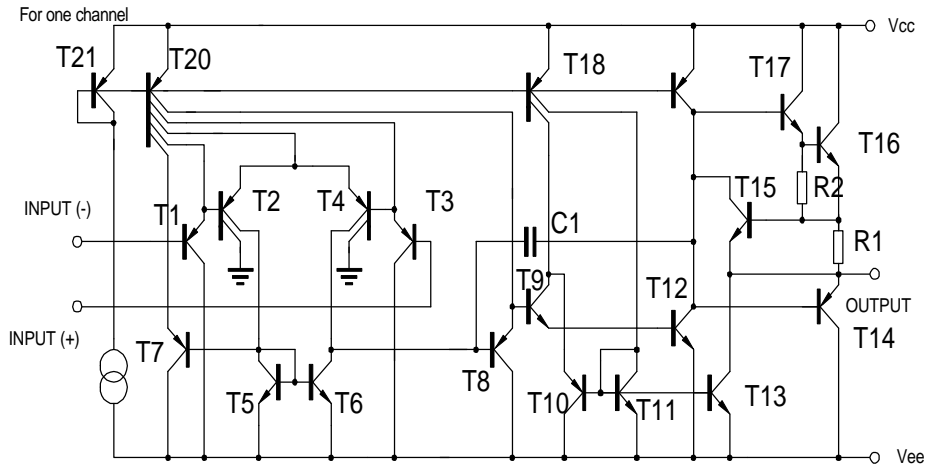 For one channel
Vcc
T21
T20
T18
T17
T16
T15
R2
R1
INPUT (-)
T1
T2
T4
T3
C1
T9
T12
OUTPUT
INPUT (+)
T7
T8
T14
T5
T6
T10
T11
T13
Vee